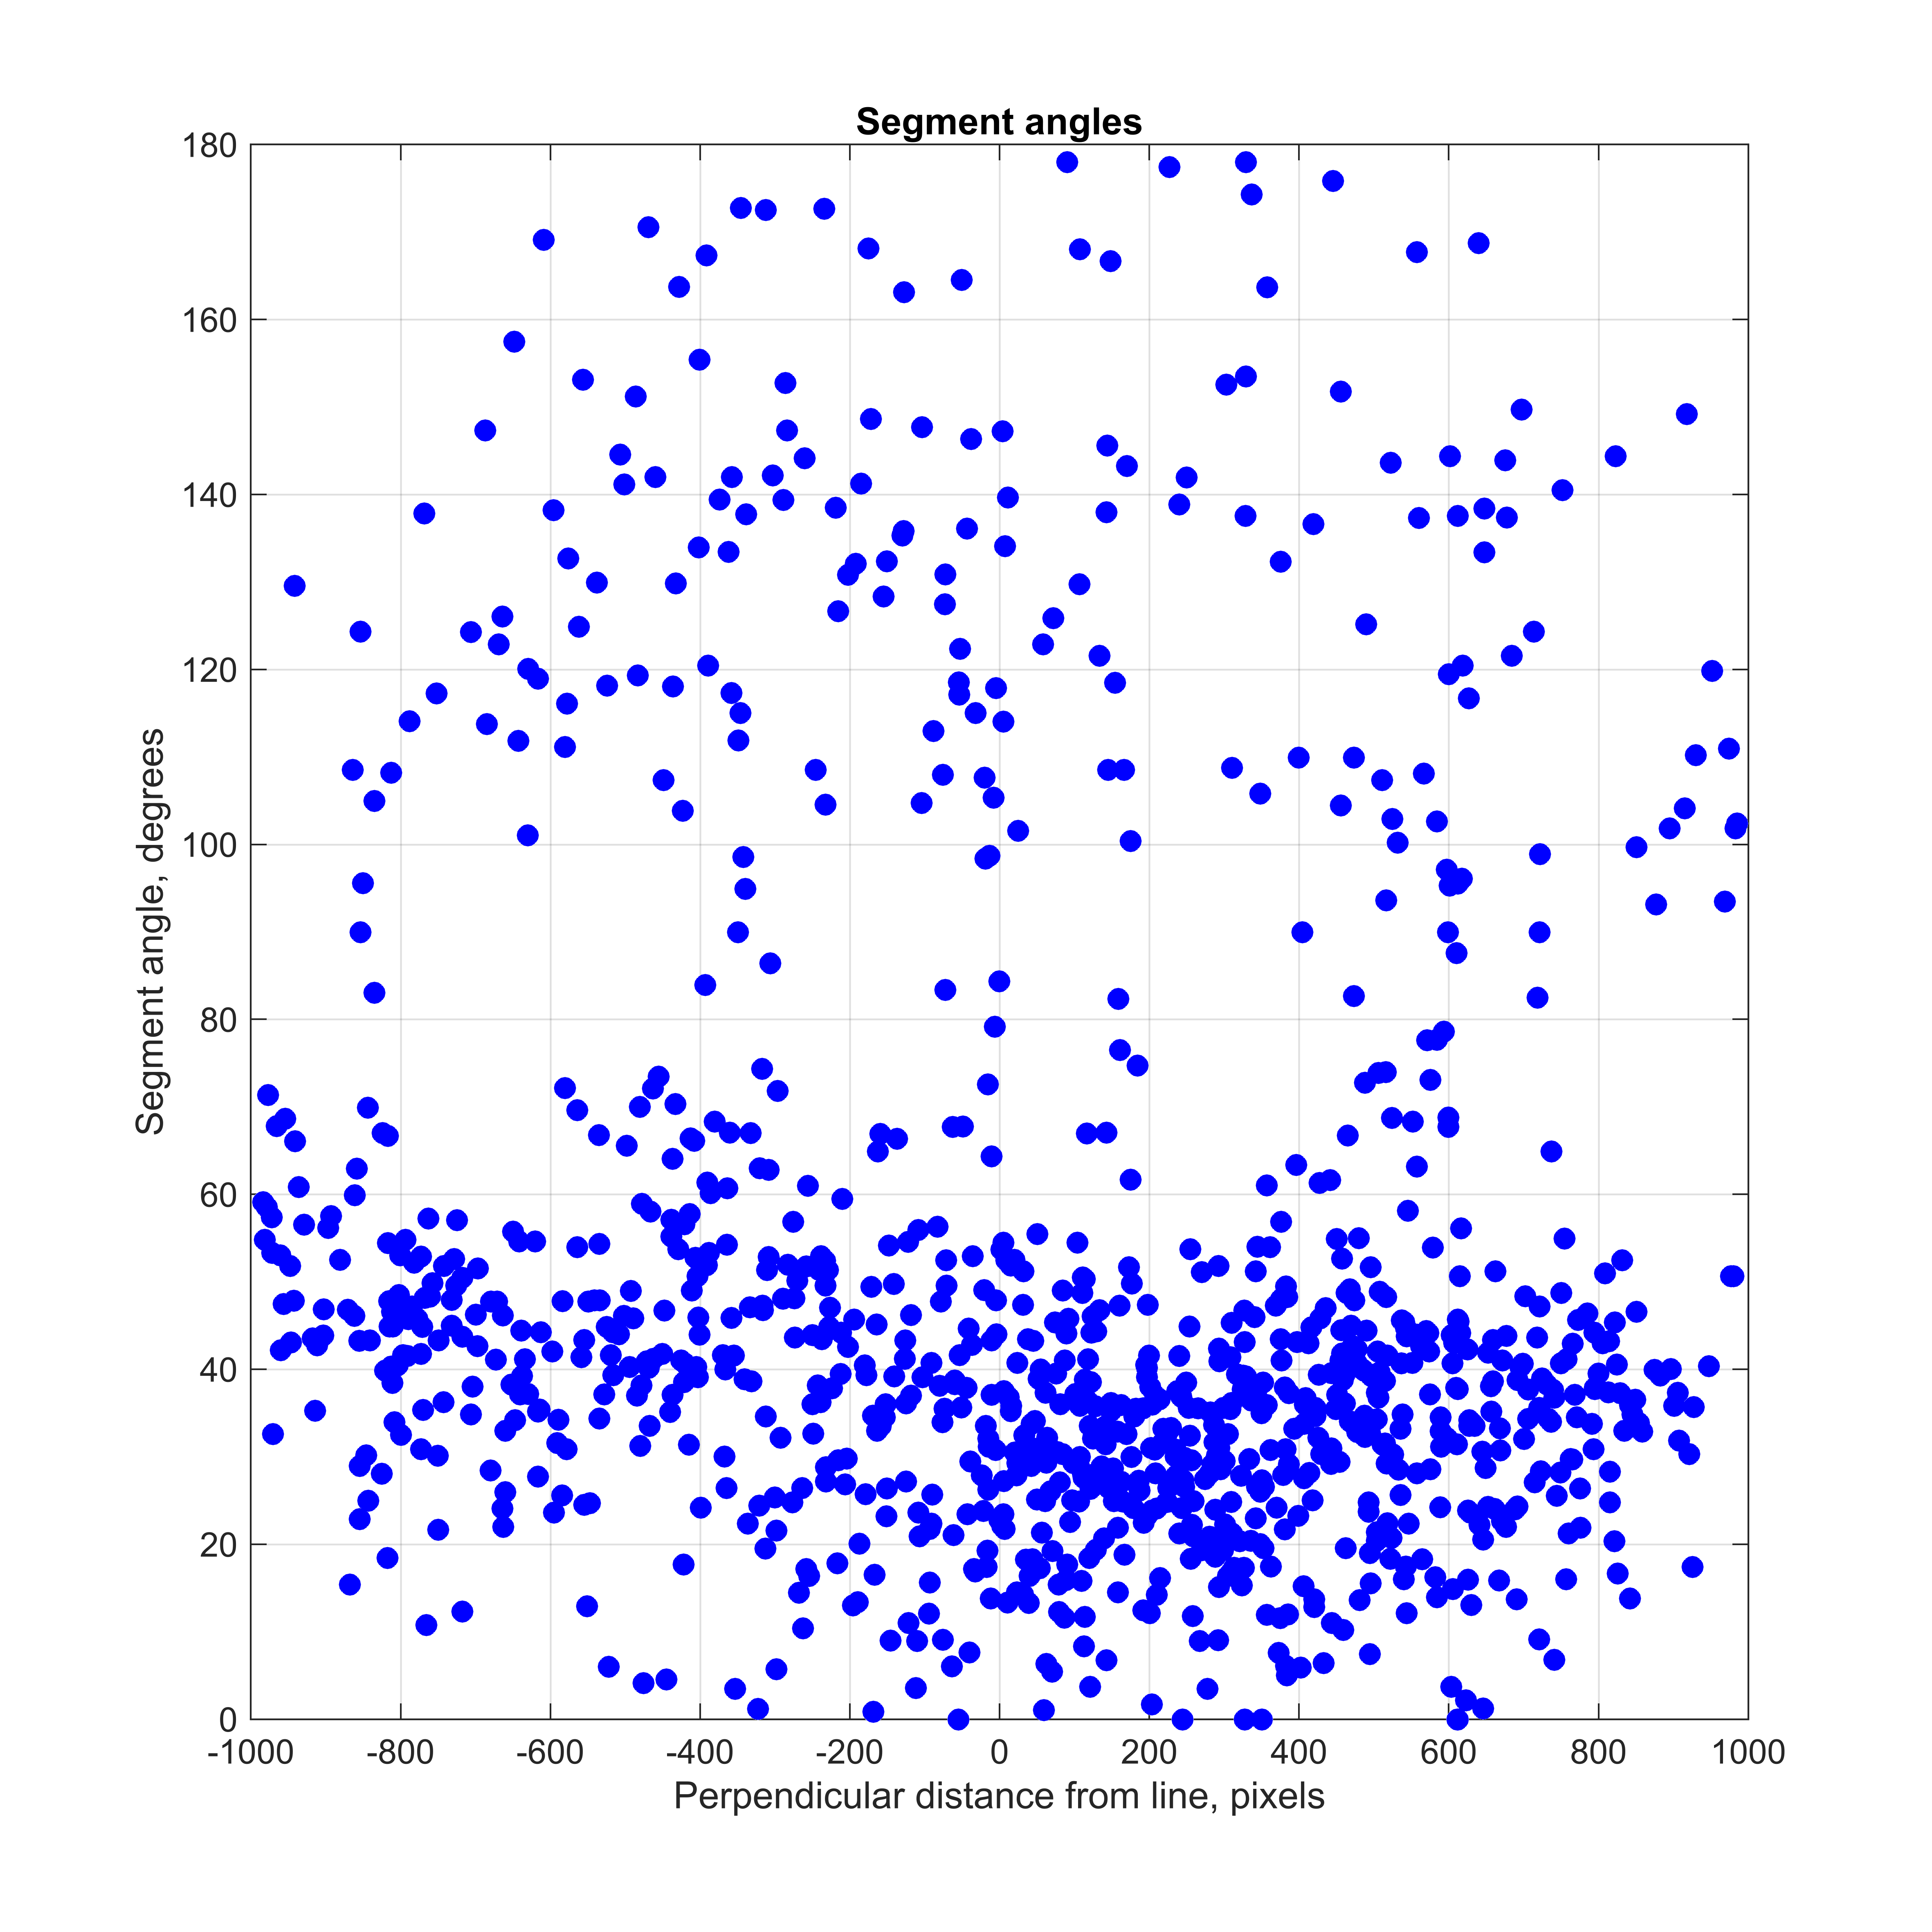 Segment angles
180
160
140
120
100
80
60
40
20
0
Segment angle, degrees
-1000 -800 -600 -400 -200 0 200 400 600 800 1000
Perpendicular distance from line, pixels